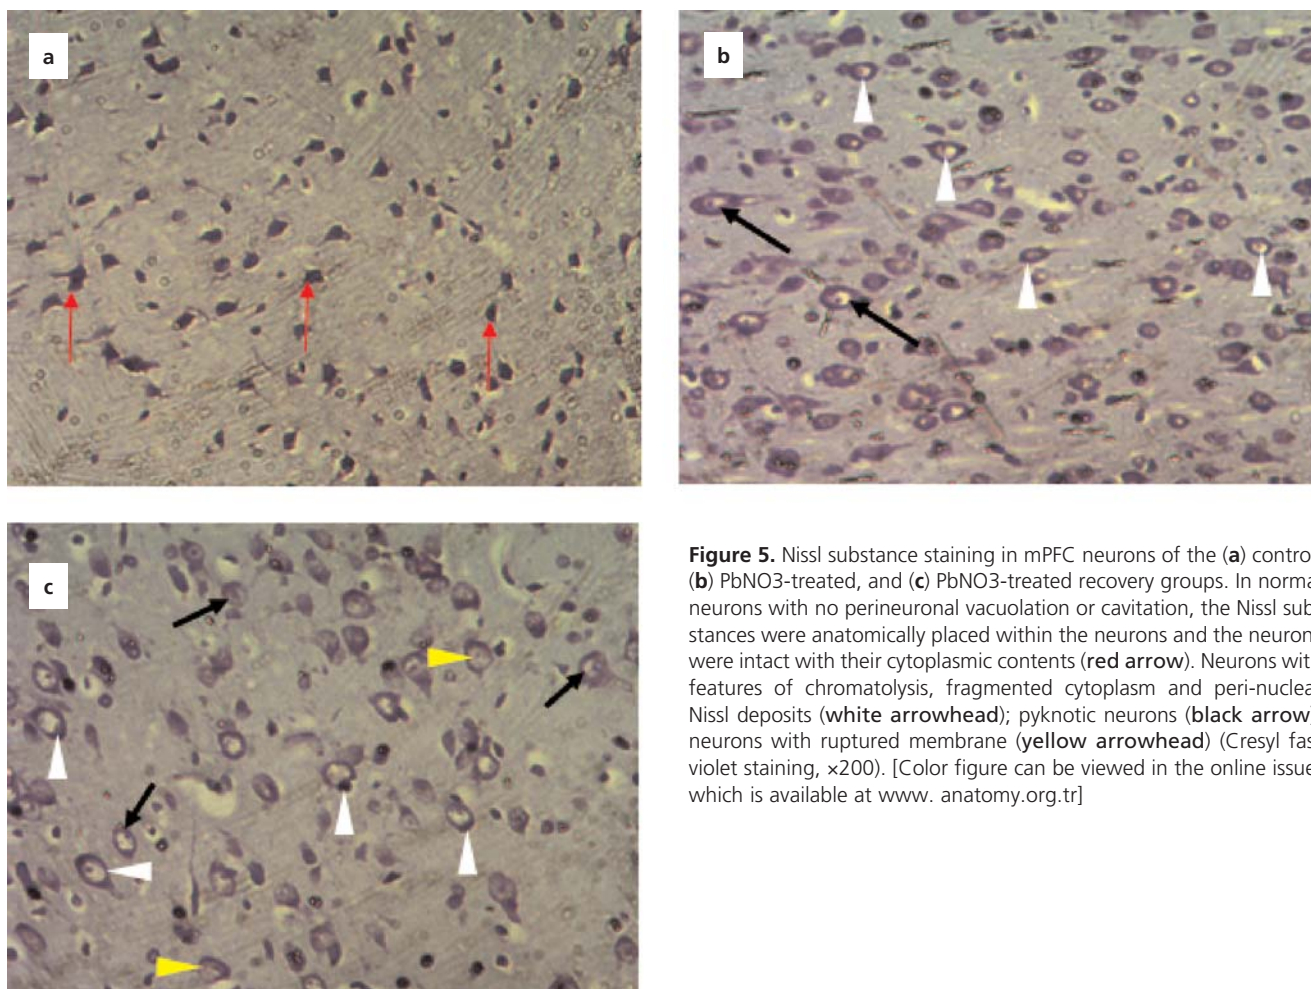 a
b
c
Figure 5. Nissl substance staining in mPFC neurons of the (a) contro
(b) PbNO3-treated, and (c) PbNO3-treated recovery groups. In norma
neurons with no perineuronal vacuolation or cavitation, the Nissl sub
stances were anatomically placed within the neurons and the neuron
were intact with their cytoplasmic contents (red arrow). Neurons wit
features of chromatolysis, fragmented cytoplasm and peri-nuclea
Nissl deposits (white arrowhead); pyknotic neurons (black arrow)
neurons with ruptured membrane (yellow arrowhead) (Cresyl fas
violet staining, ×200). [Color figure can be viewed in the online issue
which is available at www. anatomy.org.tr]